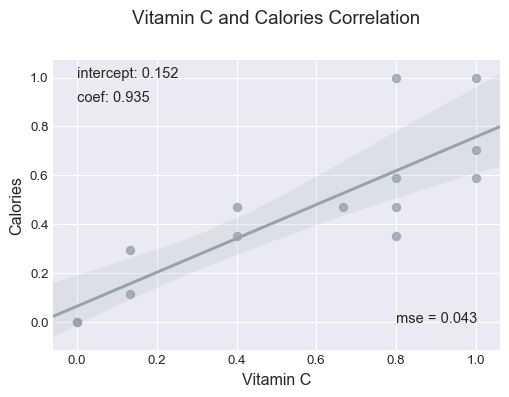 Vitamin C and Calories Correlation
intercept: 0.152
coef: 0.935
1.0
0.8
0.6
0.4
0.2
0.0
Calories
mse = 0.043
0.0 0.2 0.4 0.6 0.8 1.0
Vitamin C